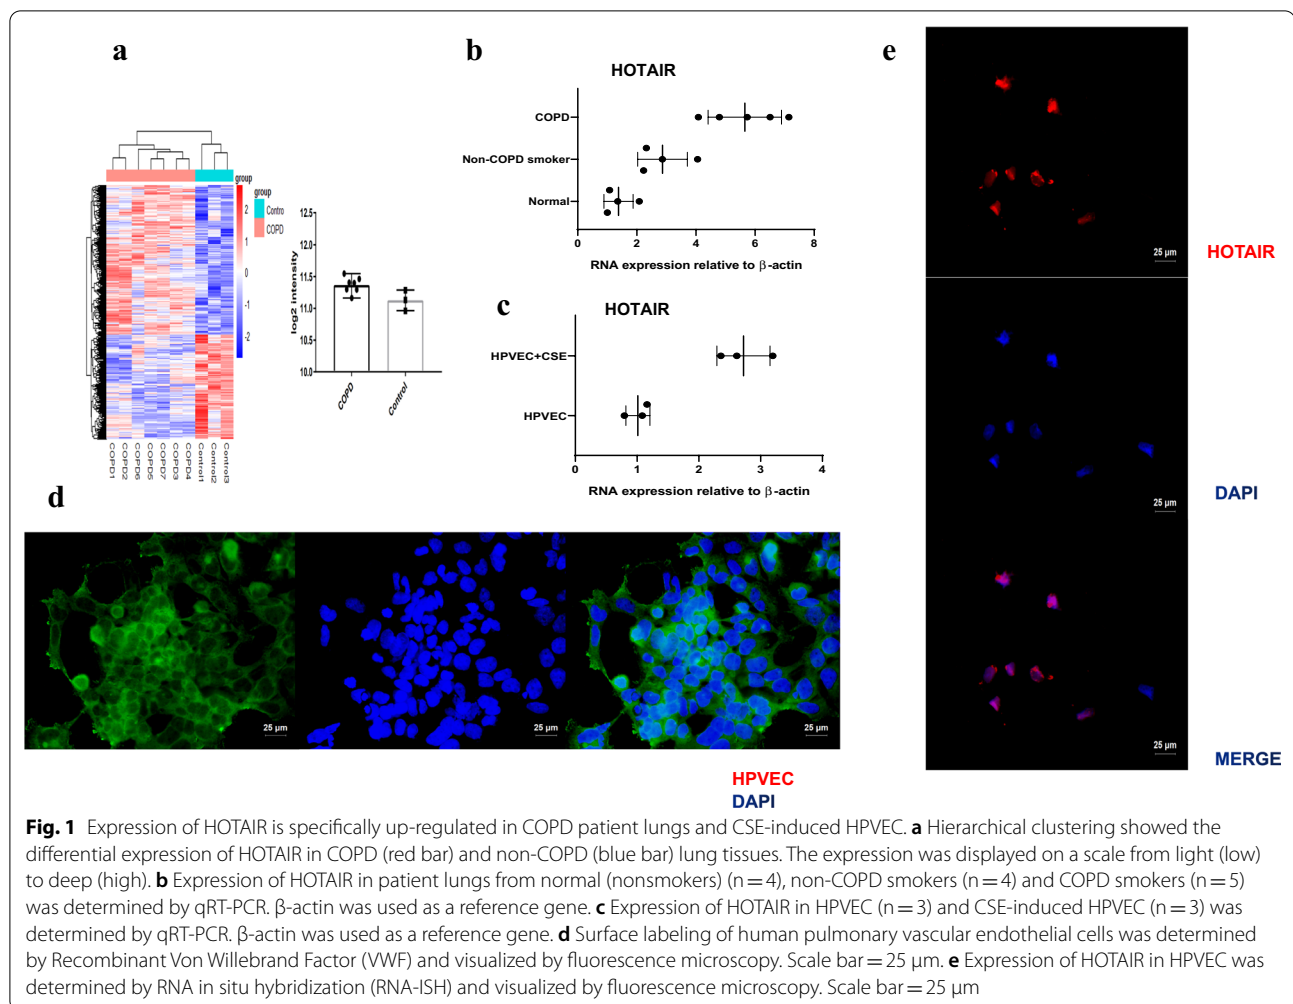 a
group
2
1
0
-1
-2
group
Contro
COPD
COPD1
COPD2
COPD6
COPD5
COPD7
COPD3
COPD4
Control1
Control2
Control3
log2 intensity
12.5
12.0
11.5
11.0
10.5
10.0
COPD
Control
b
HOTAIR
COPD
Non-COPD smoker
Normal
0 2 4 6 8
RNA expression relative to β-actin
c
HOTAIR
HPVEC+CSE
HPVEC
0 1 2 3 4
RNA expression relative to β-actin
d
25 µm
25 µm
25 µm
HPVEC
DAPI
e
25 µm
HOTAIR
25 µm
DAPI
25 µm
MERGE
Fig. 1 Expression of HOTAIR is specifically up-regulated in COPD patient lungs and CSE-induced HPVEC. a Hierarchical clustering showed the
differential expression of HOTAIR in COPD (red bar) and non-COPD (blue bar) lung tissues. The expression was displayed on a scale from light (low)
to deep (high). b Expression of HOTAIR in patient lungs from normal (nonsmokers) (n = 4), non-COPD smokers (n = 4) and COPD smokers (n = 5)
was determined by qRT-PCR. β-actin was used as a reference gene. c Expression of HOTAIR in HPVEC (n = 3) and CSE-induced HPVEC (n = 3) was
determined by qRT-PCR. β-actin was used as a reference gene. d Surface labeling of human pulmonary vascular endothelial cells was determined
by Recombinant Von Willebrand Factor (VWF) and visualized by fluorescence microscopy. Scale bar = 25 µm. e Expression of HOTAIR in HPVEC was
determined by RNA in situ hybridization (RNA-ISH) and visualized by fluorescence microscopy. Scale bar = 25 µm